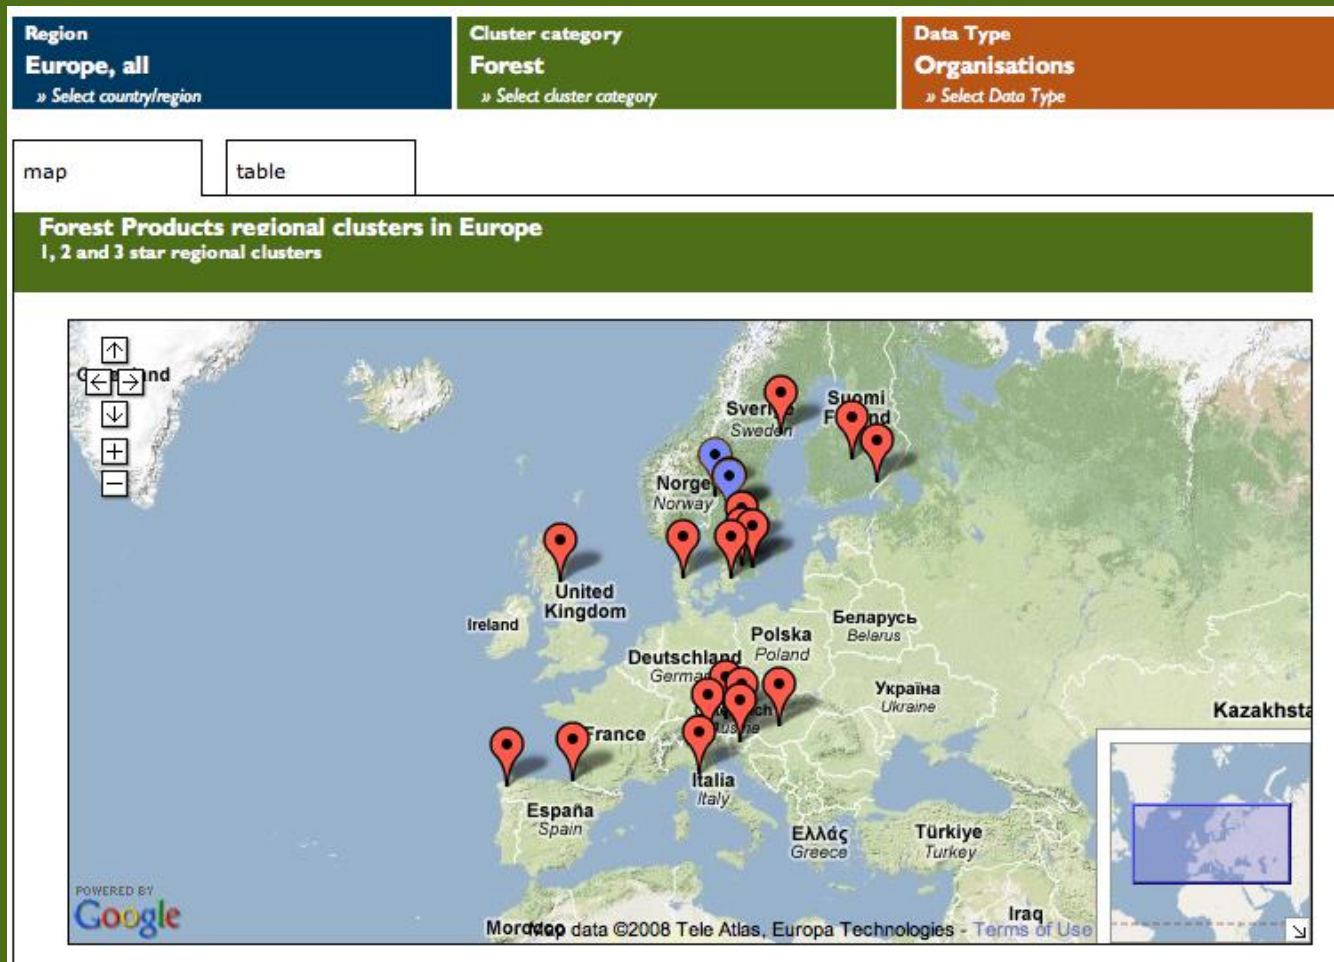 Region
Europe, all
» Select country/region
Cluster category
Forest
» Select cluster category
Data Type
Organisations
» Select Data Type
map
table
Forest Products regional clusters in Europe
1, 2 and 3 star regional clusters
Suomi
Sweden
Norge
Norway
United
Kingdom
Ireland
Беларусь
Belarus
Polska
Poland
Deutschland
Україна
Ukraine
Kazakhsta
France
Italia
Italy
España
Spain
Ελλάς
Greece
Türkiye
Turkey
Iraq
POWERED BY
Google
Map data ©2008 Tele Atlas, Europa Technologies - Terms of Use